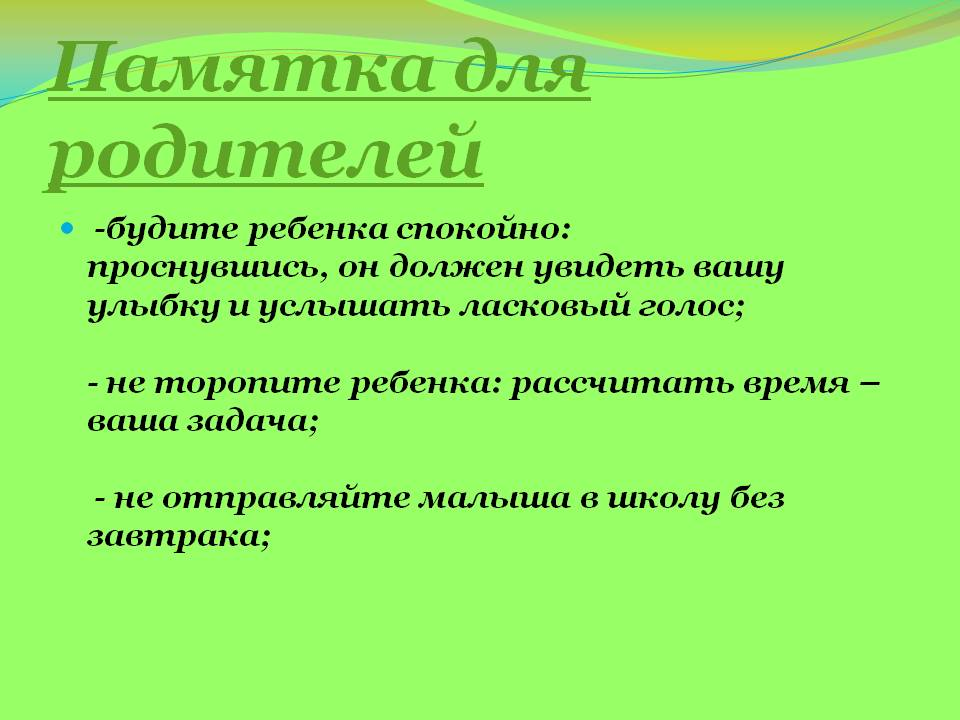 Памятка для
родителей
• -будите ребенка спокойно:
проснувшись, он должен увидеть вашу
улыбку и услышать ласковый голос;
- не торопите ребенка: рассчитать время –
ваша задача;
- не отправляйте малыша в школу без
завтрака;